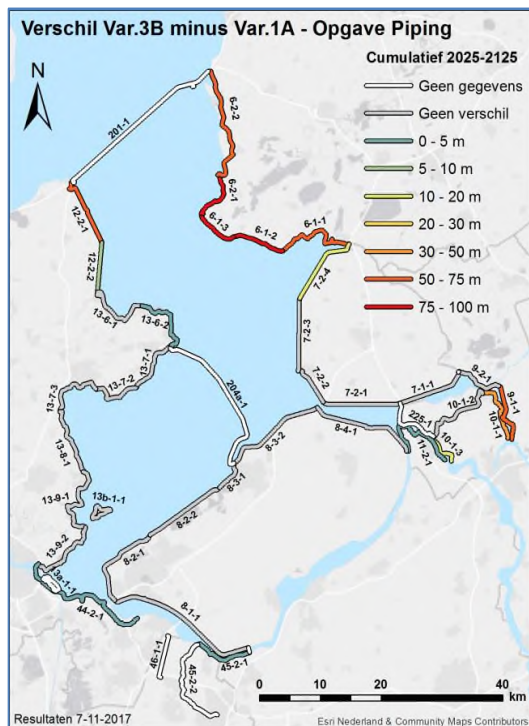 Verschil Var.3B minus Var.1A - Opgave Piping
Cumulatief 2025-2125
Geen gegevens
Geen verschil
0 - 5 m
5 - 10 m
10 - 20 m
20 - 30 m
30 - 50 m
50 - 75 m
75 - 100 m
N
201-1
6-2-2
6-2-1
6-1-3
6-1-2
6-1-1
12-2-1
12-2-2
7-2-4
13-6-1
13-6-2
7-2-3
13-7-1
13-7-2
13-7-3
204a-1
7-2-2
7-2-1
7-1-1
9-2-1
9-1
10-1-2
10-1-1
225-1
10-1-3
11-2-1
8-4-1
8-3-2
8-3-1
13-8-1
13-9-1
13b-1-1
8-2-2
13-9-2
8-2-1
3a-1-1
44-2-1
8-1-1
46-1-1
45-2-1
45-2-2
0 10 20 40
km
Resultaten 7-11-2017
Esri Nederland & Community Maps Contributors